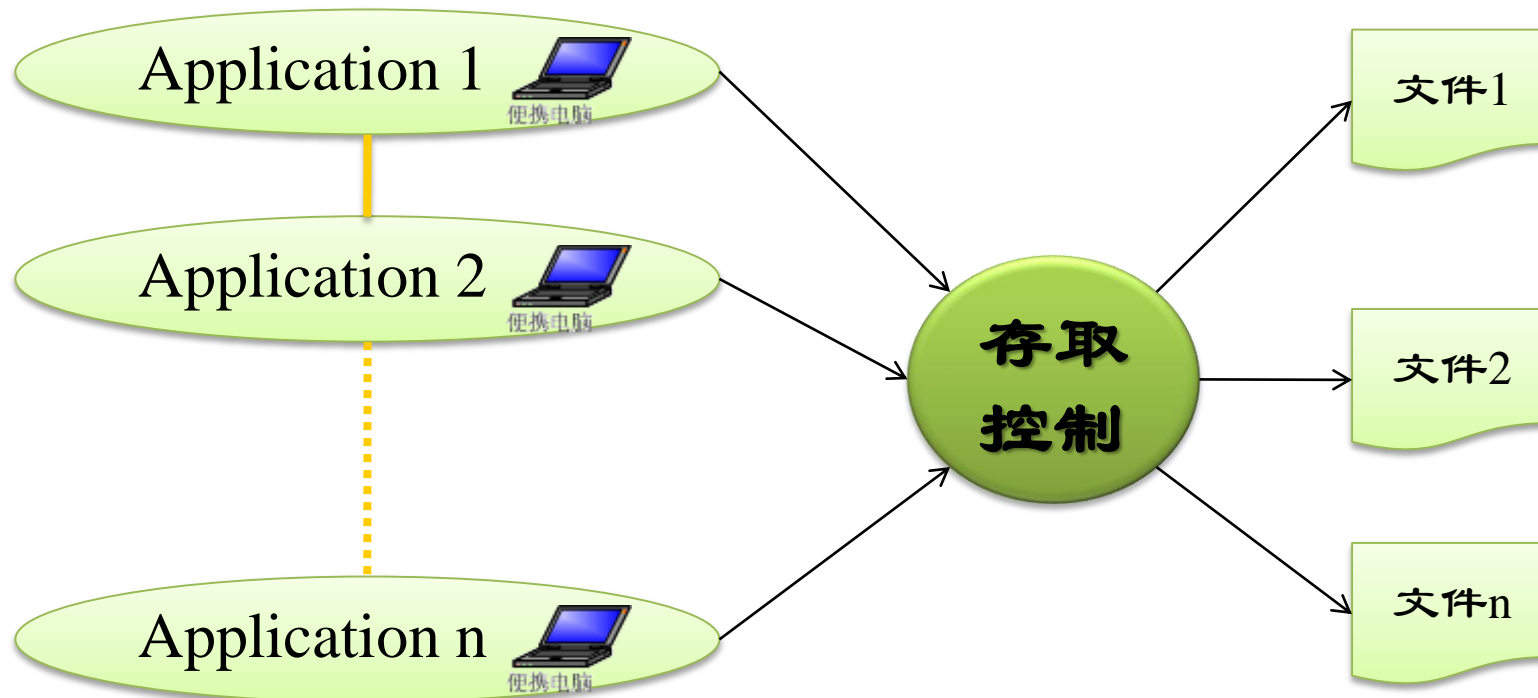 Application 1
便携电脑
文件1
Application 2
便携电脑
存取
控制
文件2
Application n
便携电脑
文件n